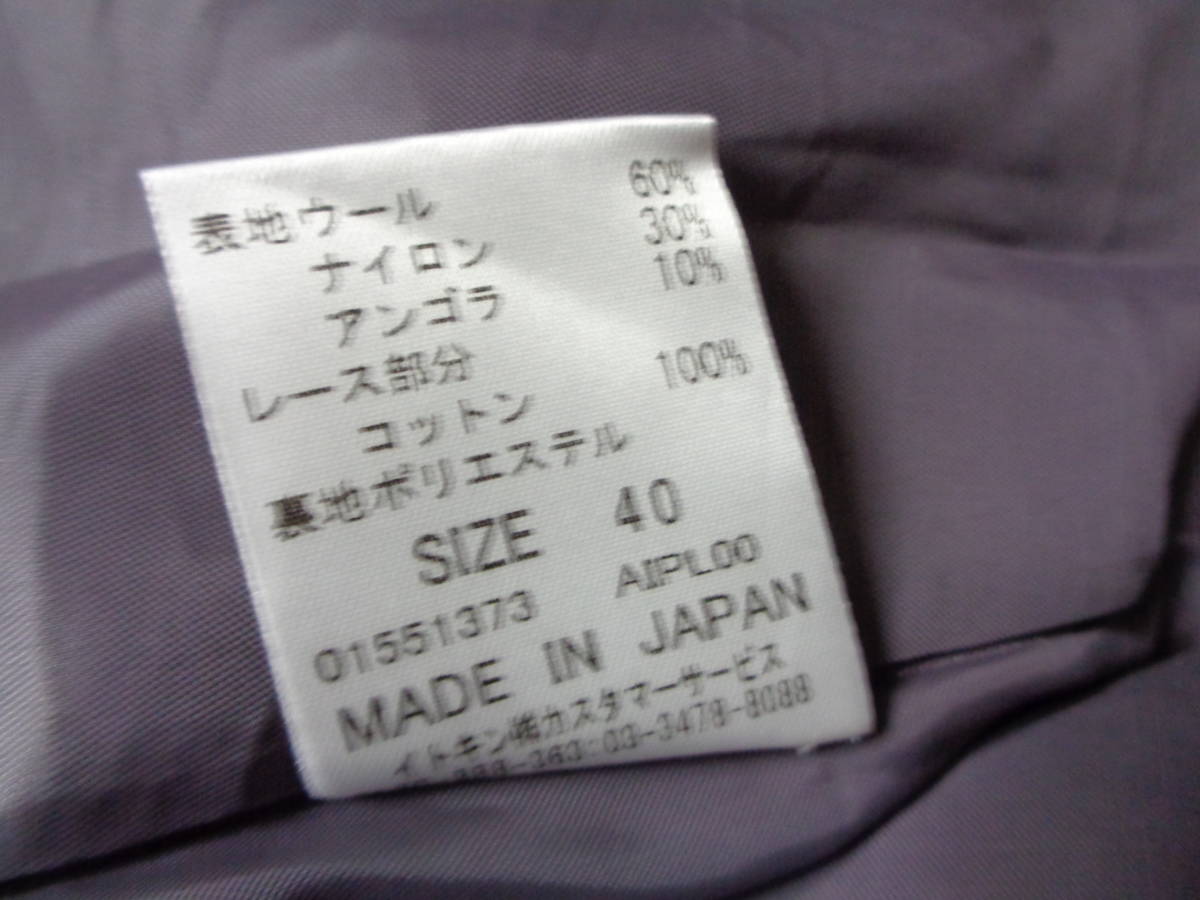 表地ウール 60%
ナイロン 30%
アンゴラ 10%
レース部分
コットン 100%
裏地ポリエステル
SIZE 40
01551373 AIPL00
MADE IN JAPAN
イトキン㈱カスタマーサービス
03-3478-8088